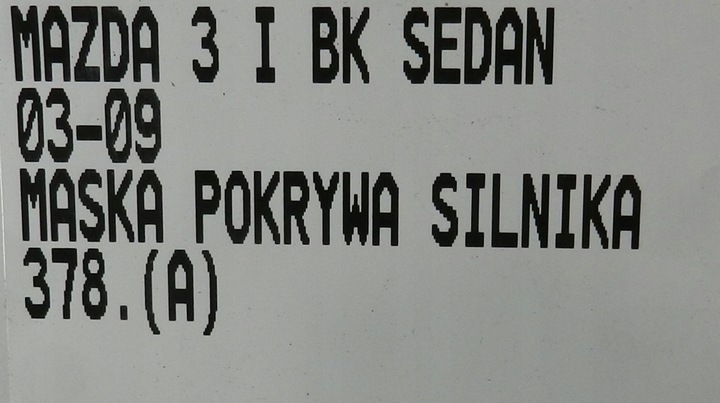 MAZDA 3 I BK SEDAN
03-09
MASKA POKRYWA SILNIKA
378.(A)